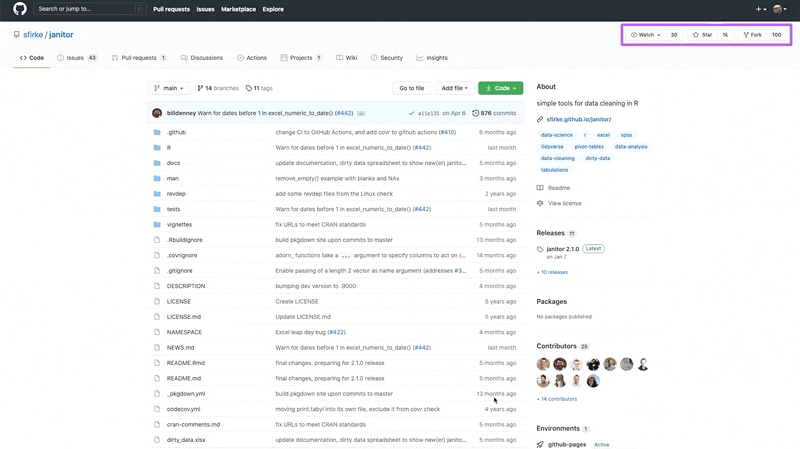 Search or jump to... / Pull requests Issues Marketplace Explore
sfirke / janitor Watch 30 Star 1k Fork 100
Code Issues 43 Pull requests 1 Discussions Actions Projects 1 Wiki Security Insights
main 14 branches 11 tags Go to file Add file Code
billdenney Warn for dates before 1 in excel_numeric_to_date() (#442) ... on Apr 6 876 commits
.github change CI to GitHub Actions, and add covr to github actions (#410) 6 months ago
R Warn for dates before 1 in excel_numeric_to_date() (#442) last month
docs update documentation, dirty data spreadsheet to show new(er) janito... 5 months ago
man remove_empty() example with blanks and NAs 3 months ago
revdep add some revdep files from the Linux check 2 years ago
tests Warn for dates before 1 in excel_numeric_to_date() (#442) last month
vignettes fix URLs to meet CRAN standards 5 months ago
.Rbuildignore build pkgdown site upon commits to master 13 months ago
.covrignore adorn_ functions take a ... argument to specify columns to act on (... 14 months ago
.gitignore Enable passing of a length 2 vector as name argument (addresses #3... 5 months ago
DESCRIPTION bumping dev version to .9000 4 months ago
LICENSE Create LICENSE 5 years ago
LICENSE.md Update LICENSE.md 5 years ago
NAMESPACE Excel leap day bug (#422) 4 months ago
NEWS.md Warn for dates before 1 in excel_numeric_to_date() (#442) last month
README.Rmd final changes, preparing for 2.1.0 release 5 months ago
README.md final changes, preparing for 2.1.0 release 5 months ago
_pkgdown.yml build pkgdown site upon commits to master 13 months ago
codecov.yml moving print.tabyl into its own file, exclude it from covr check 4 years ago
cran-comments.md fix URLs to meet CRAN standards 5 months ago
dirty_data.xlsx update documentation, dirty data spreadsheet to show new(er) janito... 5 months ago
About
simple tools for data cleaning in R
sfirke.github.io/janitor/
data-science r excel spss
tidyverse pivot-tables data-analysis
data-cleaning dirty-data
tabulations
Readme
View license
Releases 11
janitor 2.1.0 Latest
on Jan 7
+ 10 releases
Packages
No packages published
Contributors 25
+ 14 contributors
Environments 1
github-pages Active